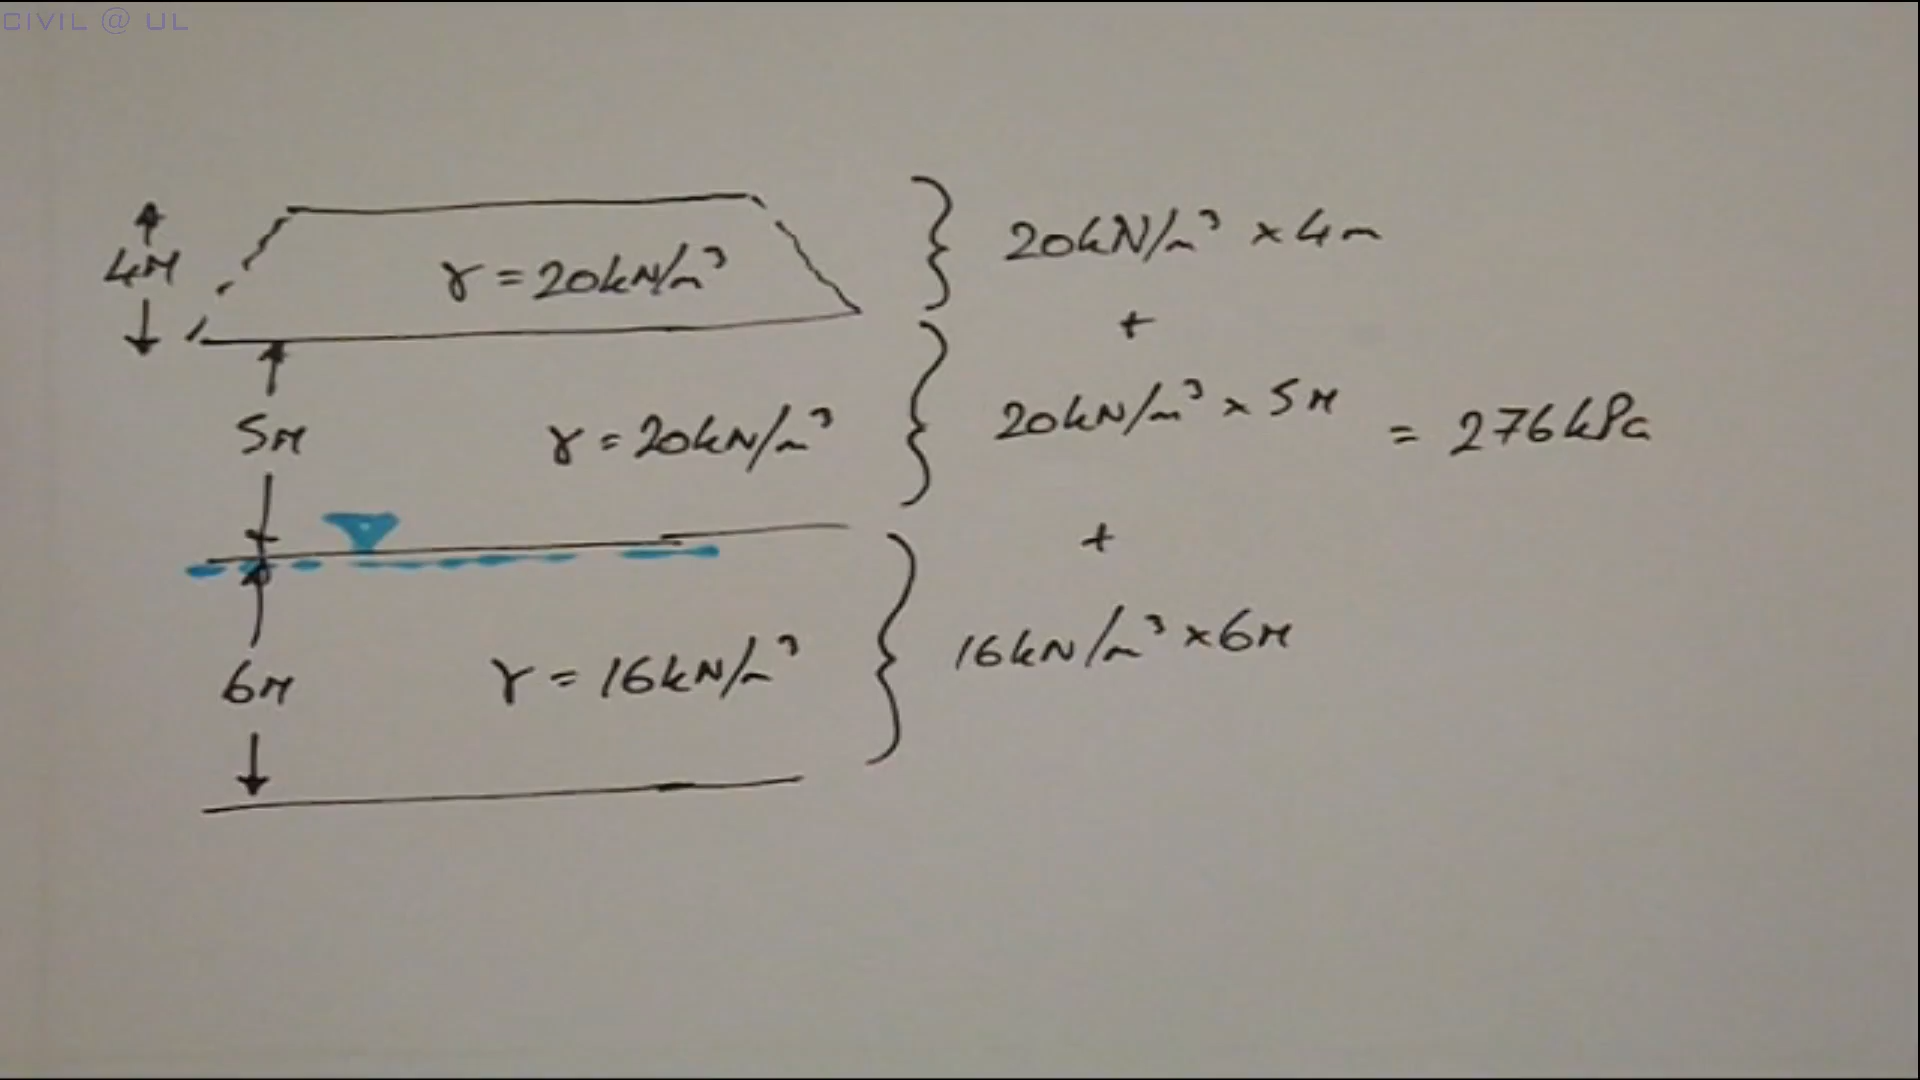 CIVIL @ UL
4M
γ = 20kN/m³
20kN/m³ × 4m
+
5M
γ = 20kN/m³
20kN/m³ × 5M
= 276kPa
+
6M
γ = 16kN/m³
16kN/m³ × 6M